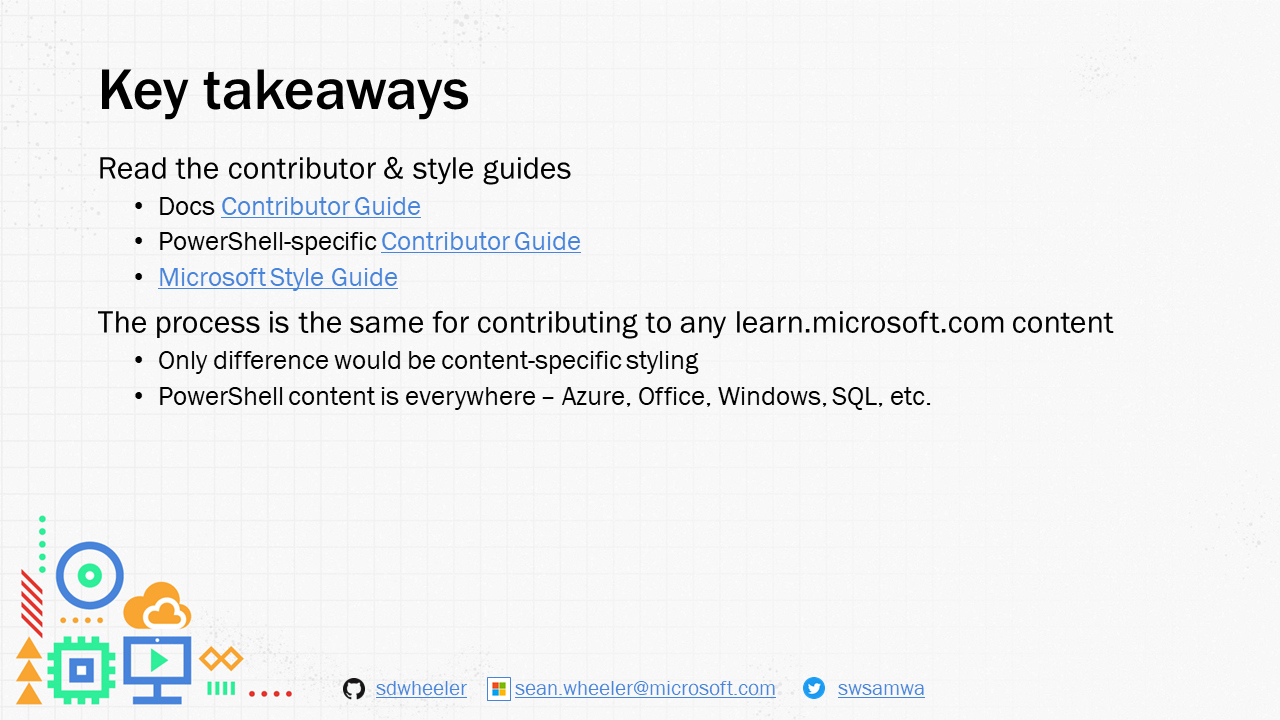 Key takeaways
Read the contributor & style guides
• Docs Contributor Guide
• PowerShell-specific Contributor Guide
• Microsoft Style Guide
The process is the same for contributing to any learn.microsoft.com content
• Only difference would be content-specific styling
• PowerShell content is everywhere – Azure, Office, Windows, SQL, etc.
sdwheeler sean.wheeler@microsoft.com swsamwa